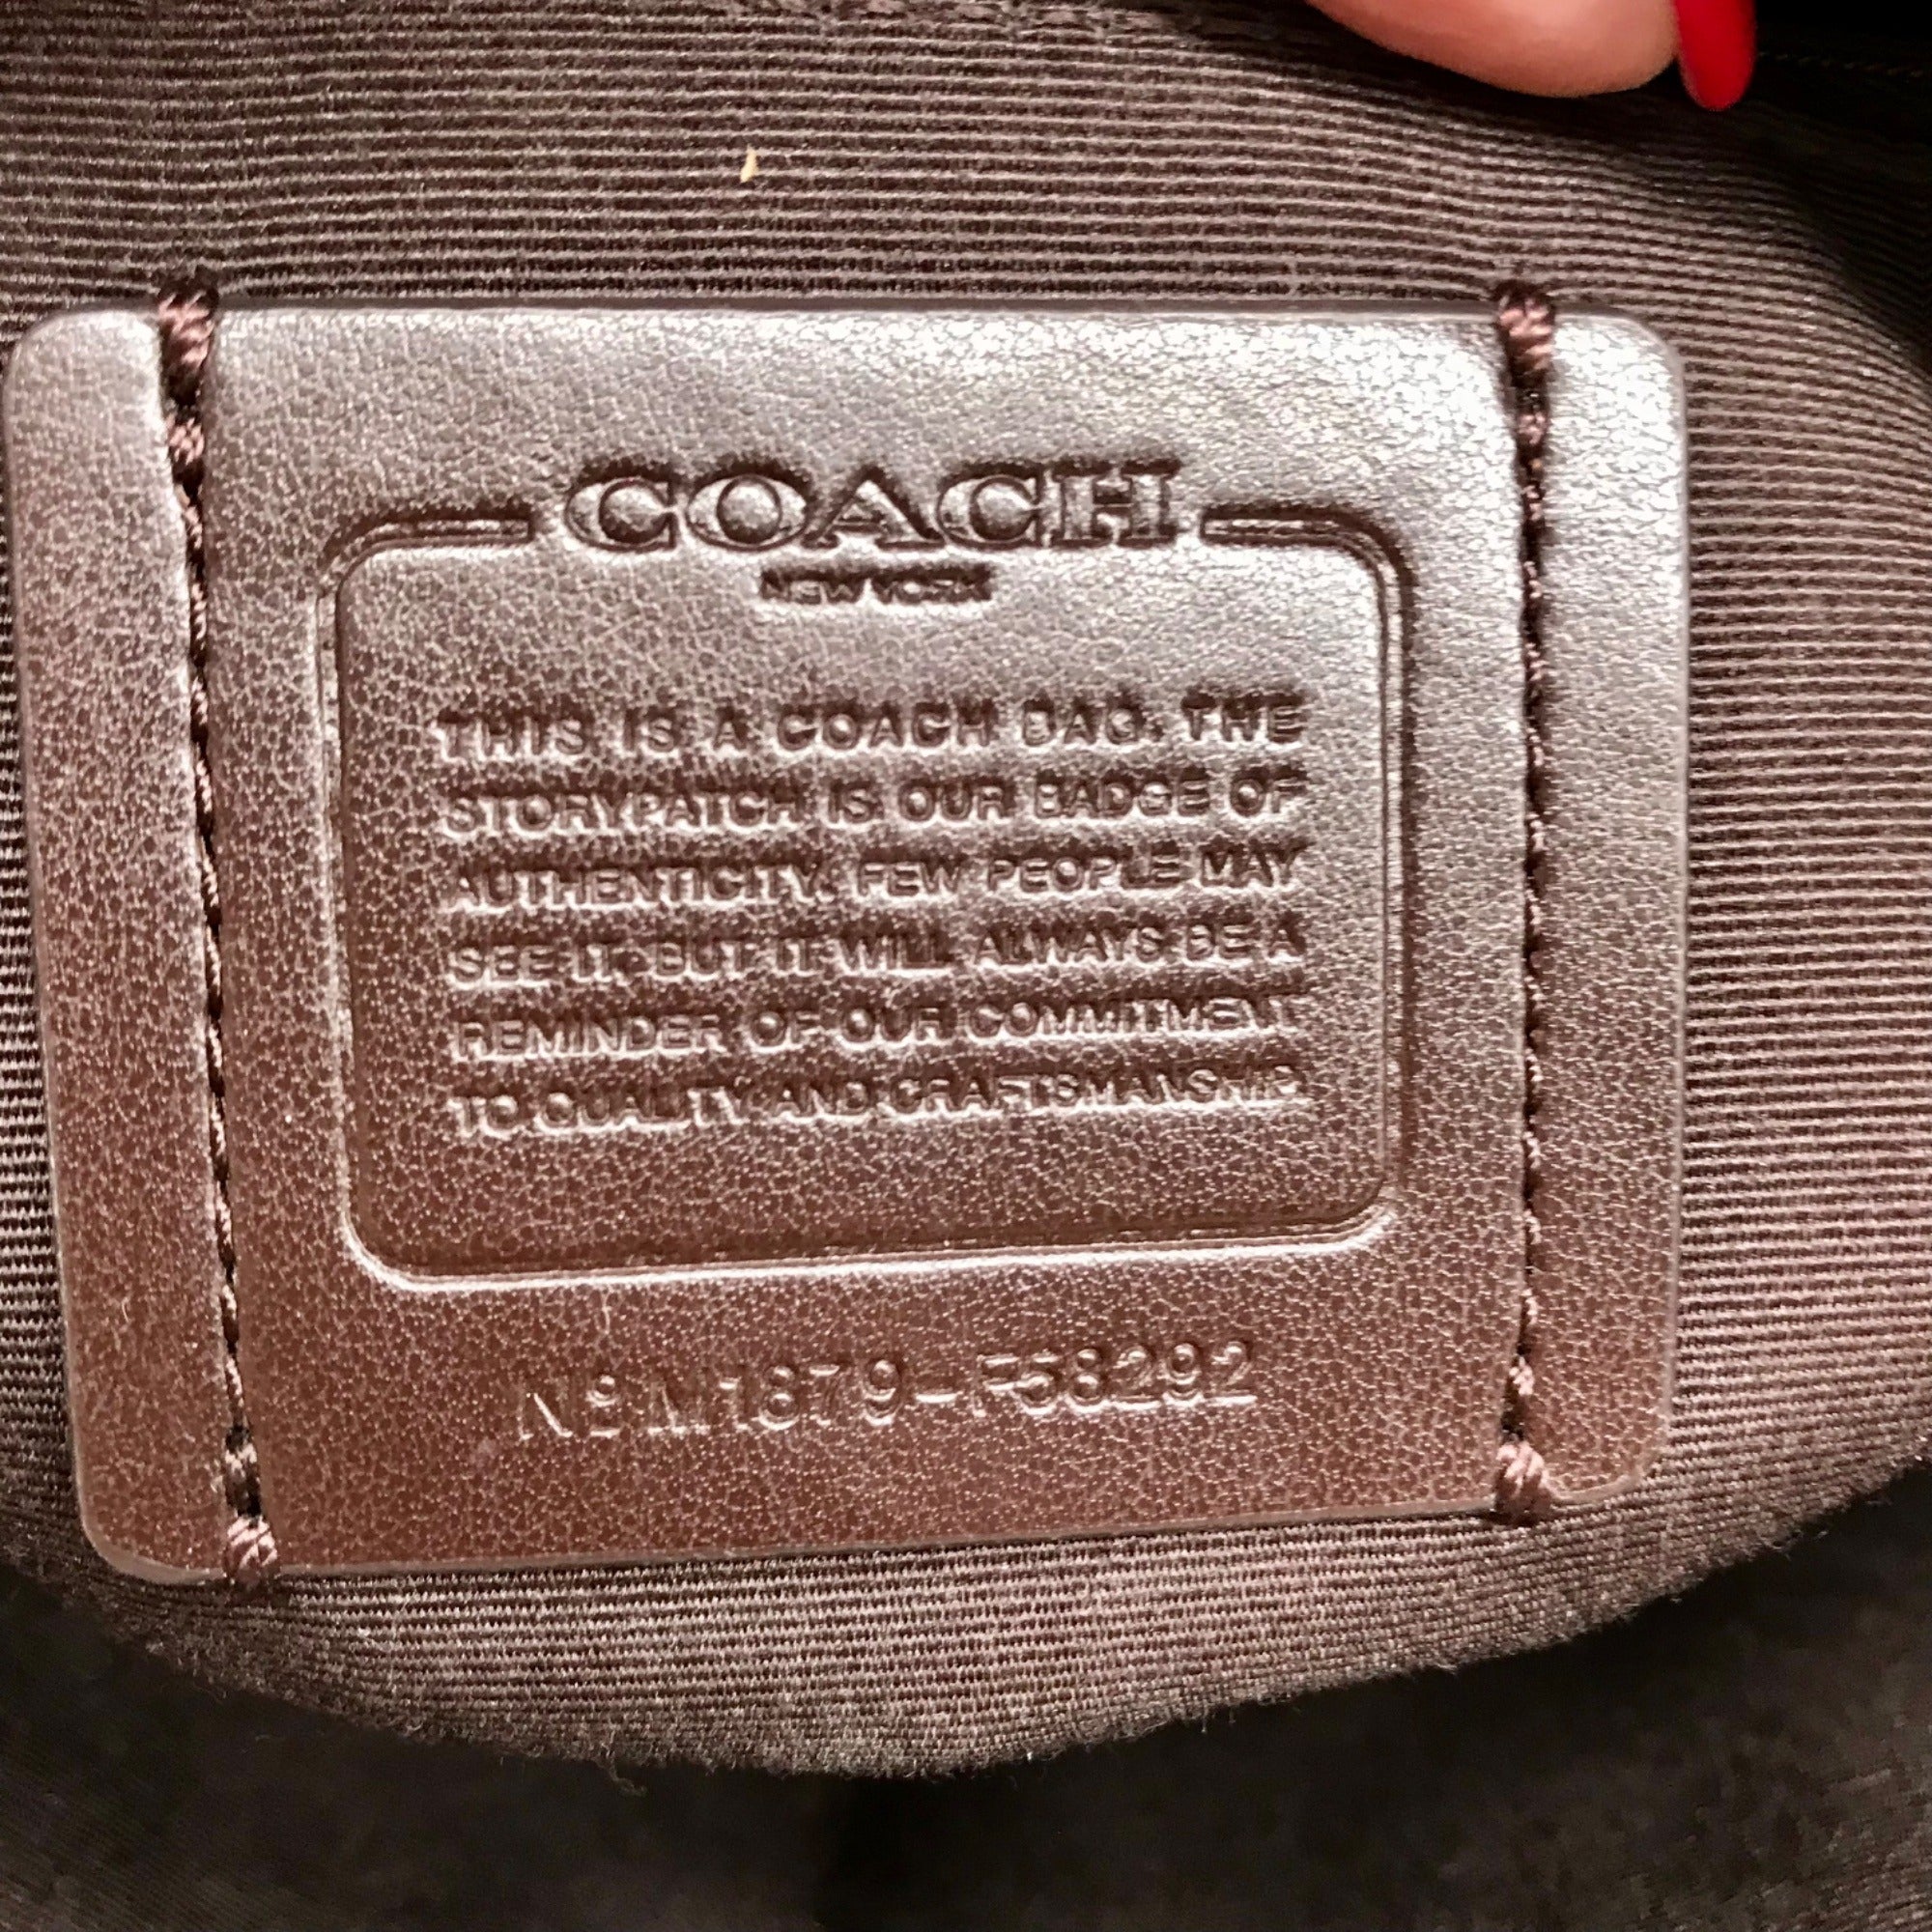 COACH
NEW YORK
THIS IS A COACH BAG. THE
STORYPATCH IS OUR BADGE OF
AUTHENTICITY. FEW PEOPLE MAY
SEE IT, BUT IT WILL ALWAYS BE A
REMINDER OF OUR COMMITMENT
TO QUALITY AND CRAFTSMANSHIP.
Nº M1879-F58292